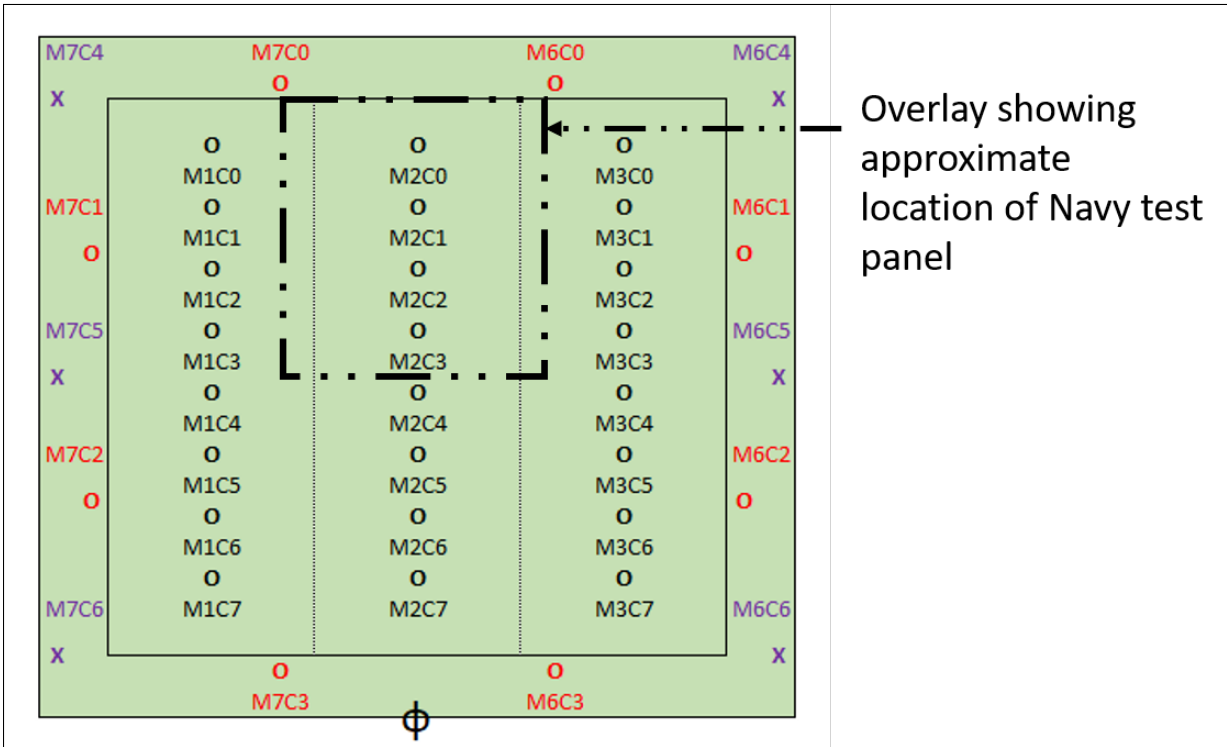 M7C4 M7C0 M6C0 M6C4
O O
X X
O O O
M1C0 M2C0 M3C0
M7C1 O O O M6C1
M1C1 M2C1 M3C1
O O
O O O
M1C2 M2C2 M3C2
M7C5 O O O M6C5
M1C3 M2C3 M3C3
X X
O O O
M1C4 M2C4 M3C4
M7C2 O O O M6C2
M1C5 M2C5 M3C5
O O
O O O
M1C6 M2C6 M3C6
O O O
M7C6 M1C7 M2C7 M3C7 M6C6
X X
O O
M7C3 M6C3
ϕ
Overlay showing
approximate
location of Navy test
panel